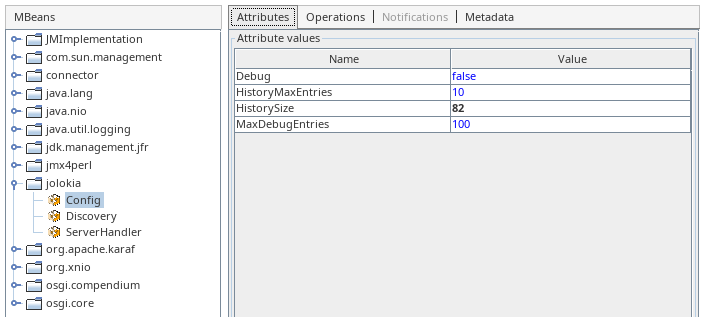 MBeans
JMImplementation
com.sun.management
connector
java.lang
java.nio
java.util.logging
jdk.management.jfr
jmx4perl
jolokia
Config
Discovery
ServerHandler
org.apache.karaf
org.xnio
osgi.compendium
osgi.core
Attributes Operations Notifications Metadata
Attribute values
Name Value
Debug false
HistoryMaxEntries 10
HistorySize 82
MaxDebugEntries 100